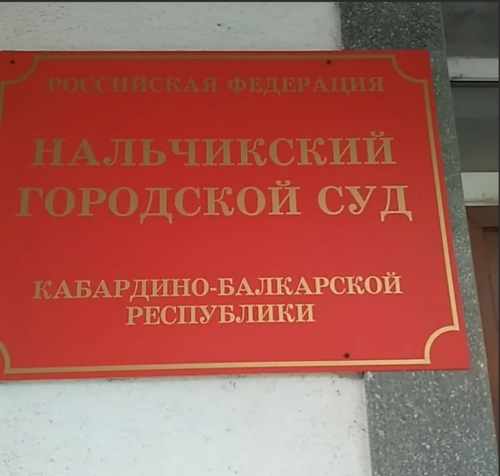 РОССИЙСКАЯ ФЕДЕРАЦИЯ
НАЛЬЧИКСКИЙ
ГОРОДСКОЙ СУД
КАБАРДИНО-БАЛКАРСКОЙ
РЕСПУБЛИКИ